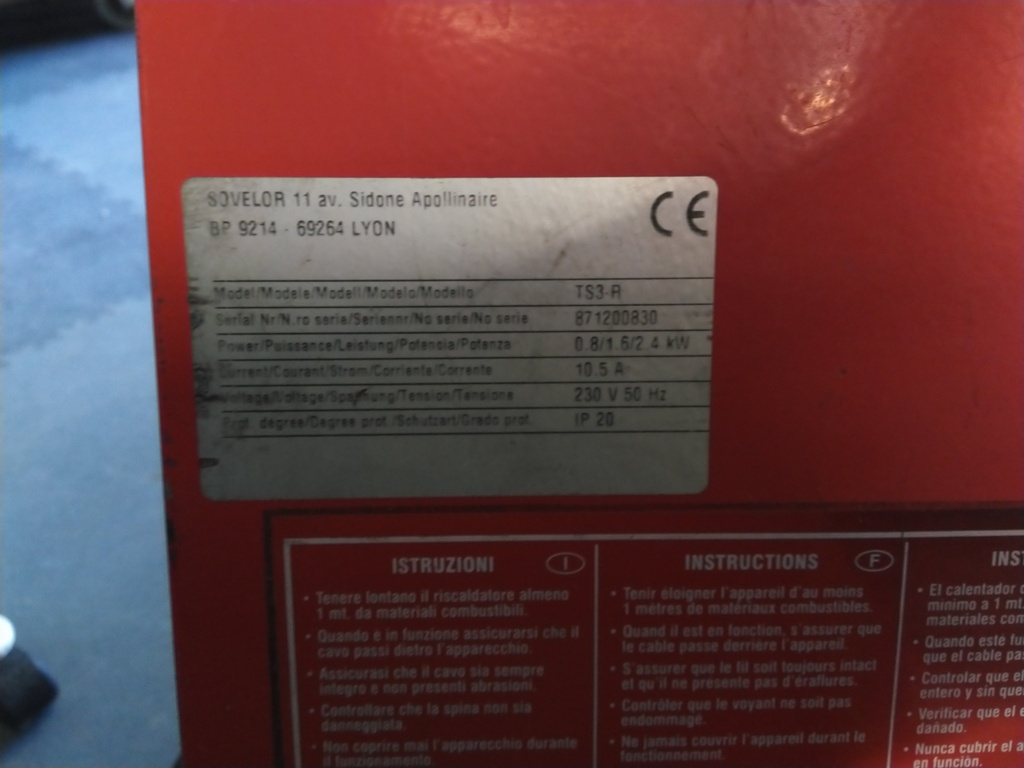 SOVELOR 11 av. Sidone Apollinaire
BP 9214 - 69264 LYON
CE
Model/Modele/Modell/Modelo/Modello TS3-R
Serial Nr/N.ro serie/Seriennr/No serie/No serie 871200830
Power/Puissance/Leistung/Potensia/Potenza 0.8/1.6/2.4 kW
Current/Courant/Strom/Corriente/Corrente 10.5 A
Voltage/Voltage/Spannung/Tension/Tensione 230 V 50 Hz
Prot. degree/Degree prot./Schutzart/Grado prot. IP 20
ISTRUZIONI I
• Tenere lontano il riscaldatore almeno
1 mt. da materiali combustibili.
• Quando è in funzione assicurarsi che il
cavo passi dietro l'apparecchio.
• Assicurasi che il cavo sia sempre
integro e non presenti abrasioni.
• Controllare che la spina non sia
danneggiata.
• Non coprire mai l'apparecchio durante
il funzionamento.
INSTRUCTIONS F
• Tenir éloigner l'appareil d'au moins
1 mètres de matériaux combustibles.
• Quand il est en fonction, s'assurer que
le cable passe derrière l'appareil.
• S'assurer que le fil soit toujours intact
et qu'il ne presente pas d'éraflures.
• Contrôler que le voyant ne soit pas
endommagé.
• Ne jamais couvrir l'appareil durant le
fonctionnement.
INST
• El calentador d
minimo a 1 mt.
materiales com
• Quando este fu
que el cable pas
• Controlar que el
entero y sin que
• Verificar que el e
dañado.
• Nunca cubrir el a
en función.